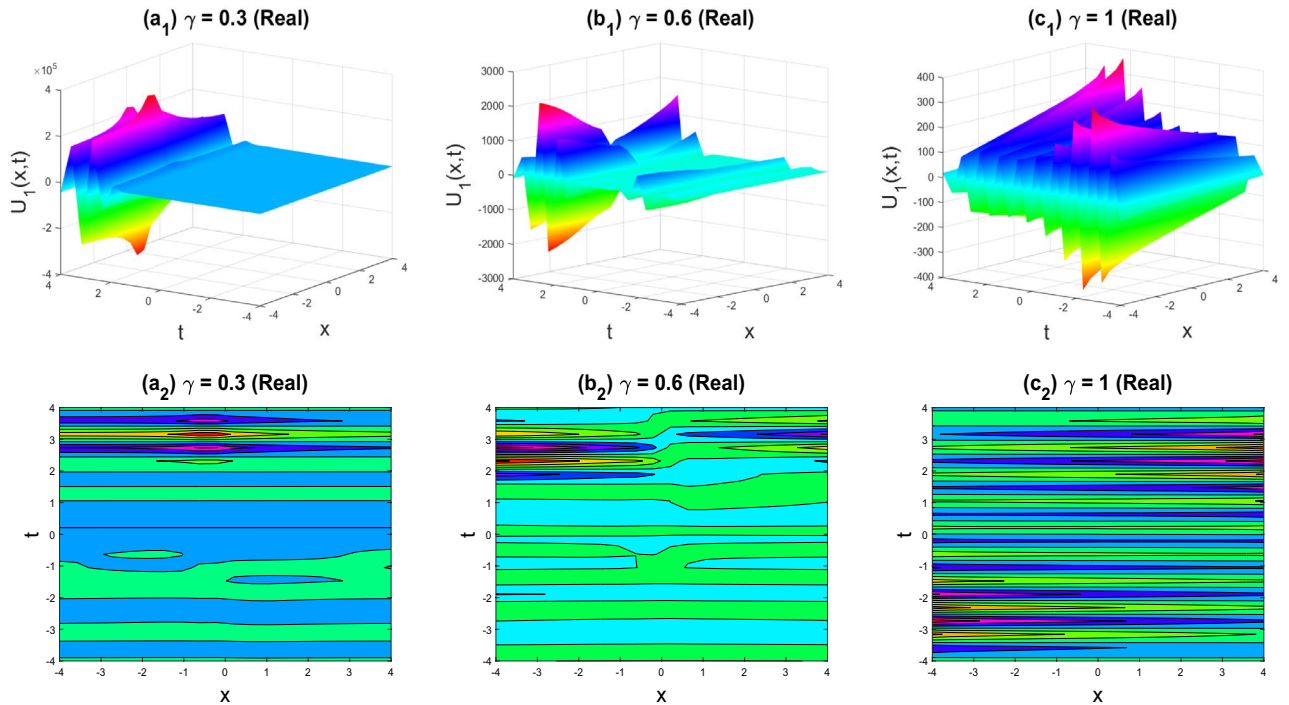 (a1) γ = 0.3 (Real) (b1) γ = 0.6 (Real) (c1) γ = 1 (Real)
×10^5
4 2 0 -2 -4
U1(x,t)
4 2 0 -2 -4
t
-4 -2 0 2 4
x
3000 2000 1000 0 -1000 -2000 -3000
U1(x,t)
4 2 0 -2 -4
t
-4 -2 0 2 4
x
400 300 200 100 0 -100 -200 -300 -400
U1(x,t)
4 2 0 -2 -4
t
-4 -2 0 2 4
x
(a2) γ = 0.3 (Real) (b2) γ = 0.6 (Real) (c2) γ = 1 (Real)
4 3 2 1 0 -1 -2 -3 -4
t
-4 -3 -2 -1 0 1 2 3 4
x
4 3 2 1 0 -1 -2 -3 -4
t
-4 -3 -2 -1 0 1 2 3 4
x
4 3 2 1 0 -1 -2 -3 -4
t
-4 -3 -2 -1 0 1 2 3 4
x